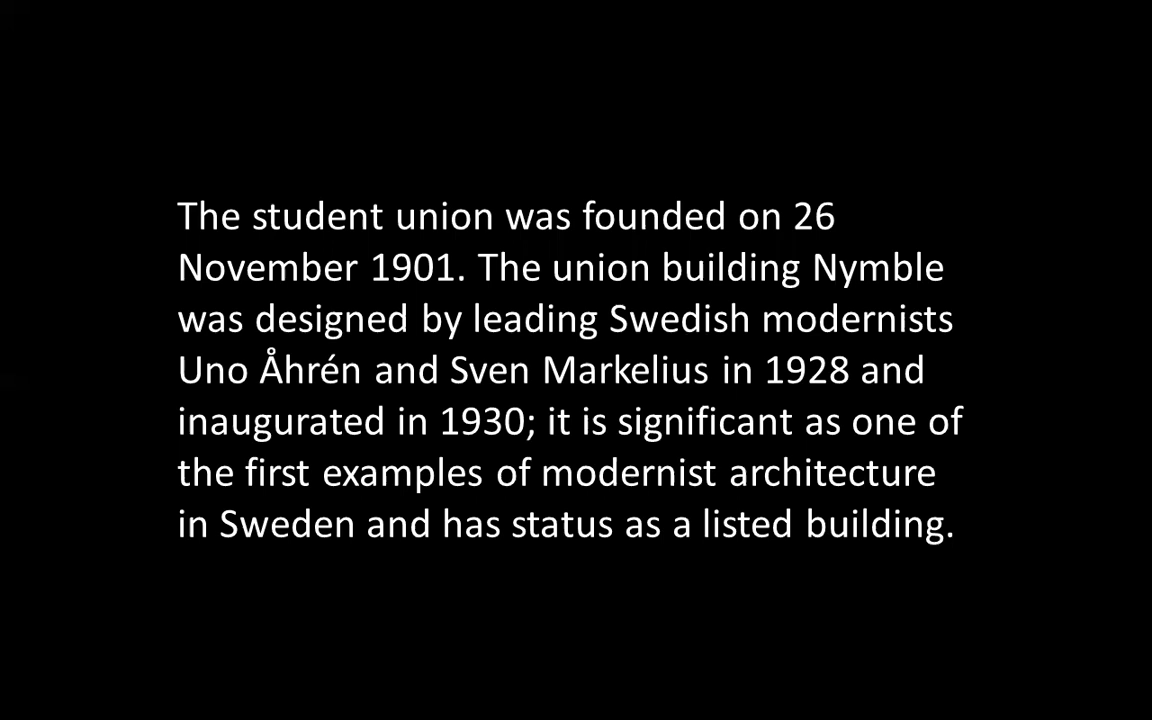 The student union was founded on 26
November 1901. The union building Nymble
was designed by leading Swedish modernists
Uno Åhrén and Sven Markelius in 1928 and
inaugurated in 1930; it is significant as one of
the first examples of modernist architecture
in Sweden and has status as a listed building.